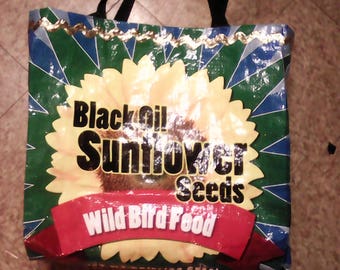 Black Oil
Sunflower
Seeds
Wild Bird Food